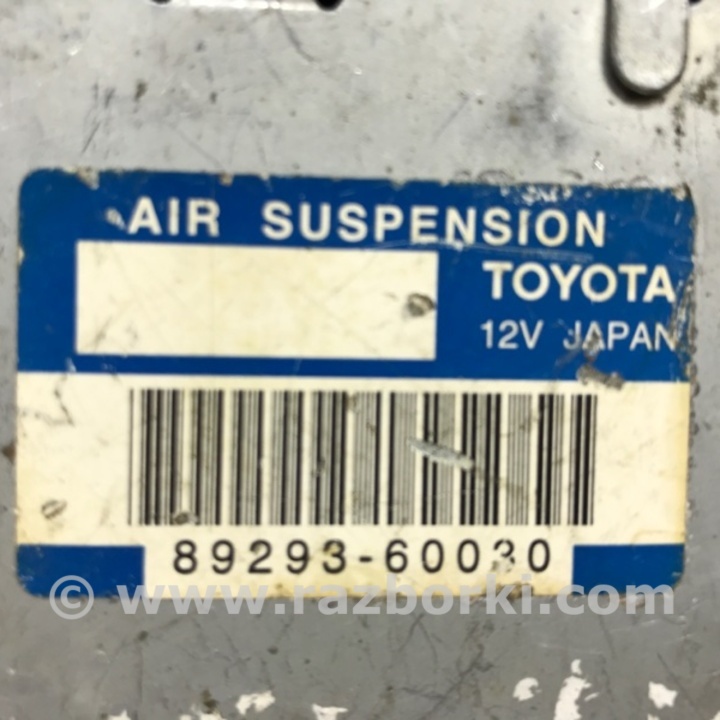 AIR SUSPENSION
TOYOTA
12V JAPAN
89293-60030
© www.razborki.com